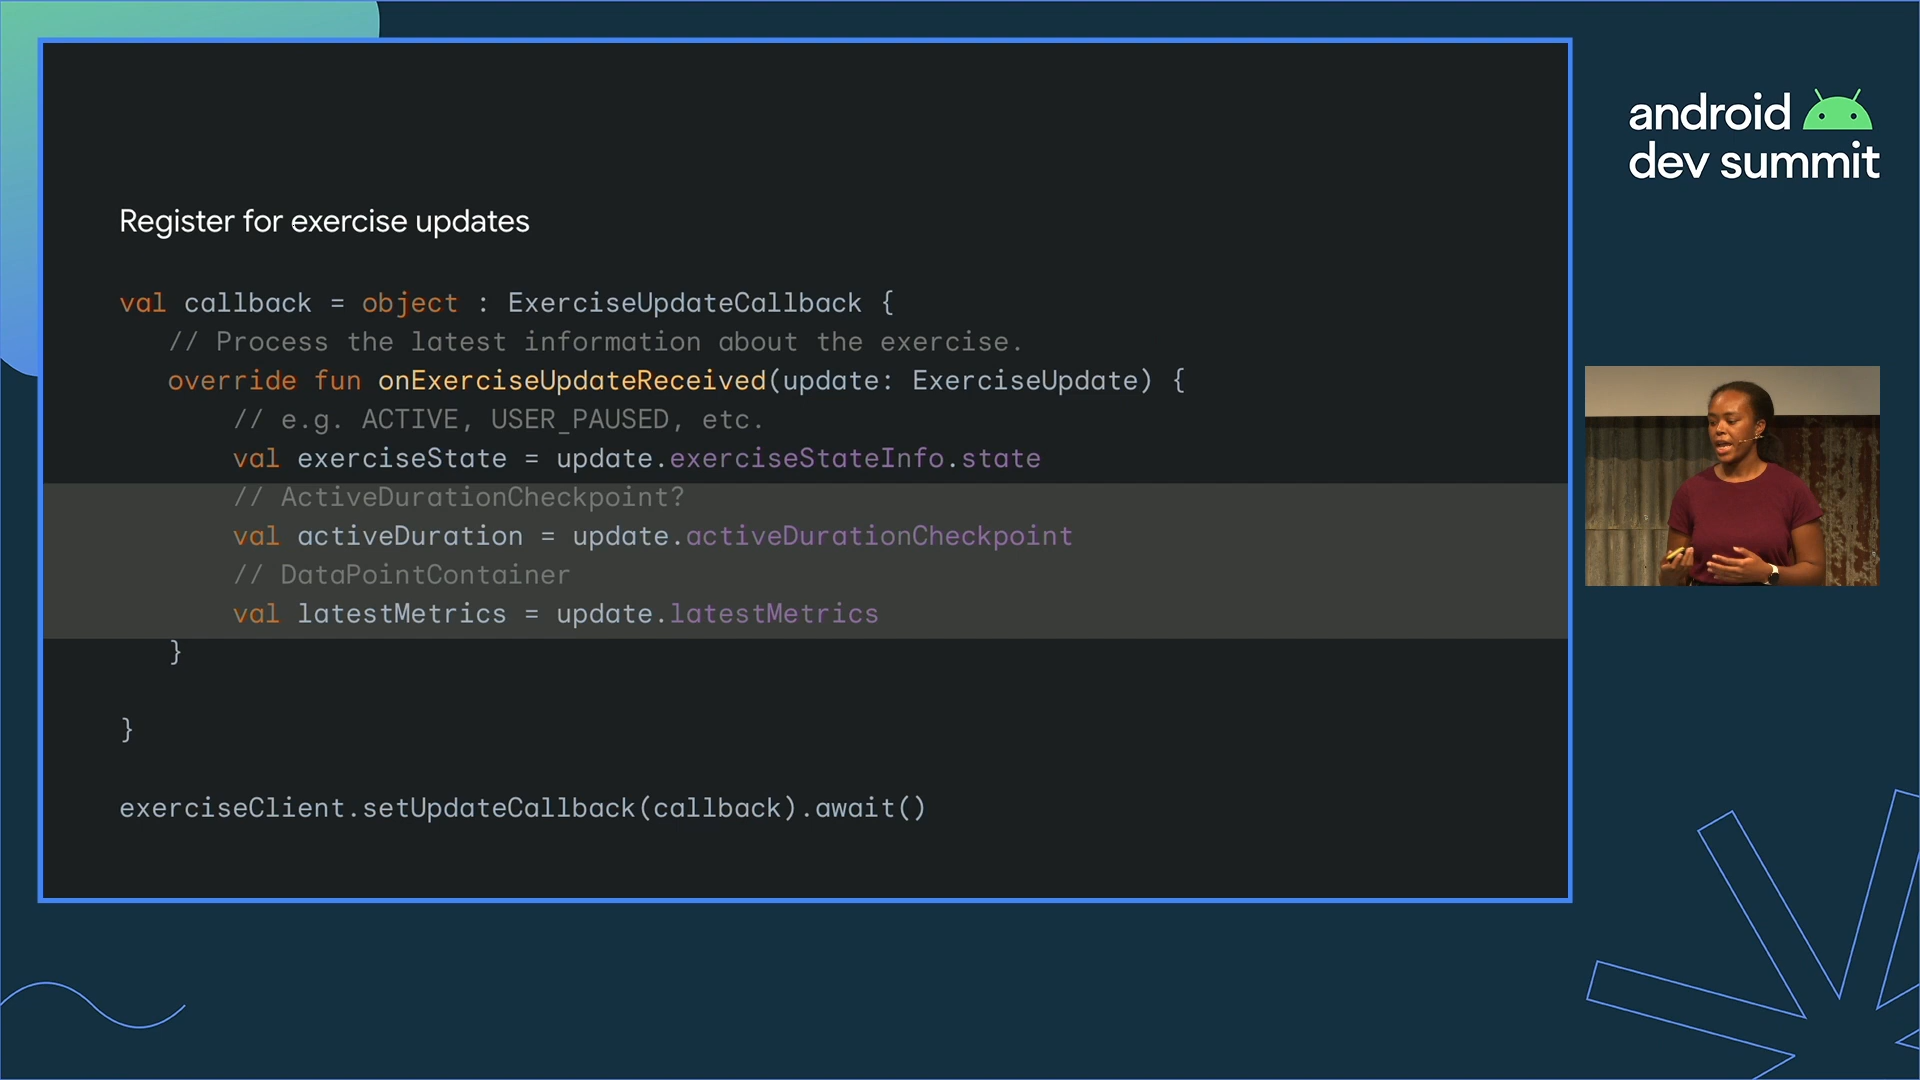 android
dev summit
Register for exercise updates
val callback = object : ExerciseUpdateCallback {
// Process the latest information about the exercise.
override fun onExerciseUpdateReceived(update: ExerciseUpdate) {
// e.g. ACTIVE, USER_PAUSED, etc.
val exerciseState = update.exerciseStateInfo.state
// ActiveDurationCheckpoint?
val activeDuration = update.activeDurationCheckpoint
// DataPointContainer
val latestMetrics = update.latestMetrics
}
}
exerciseClient.setUpdateCallback(callback).await()